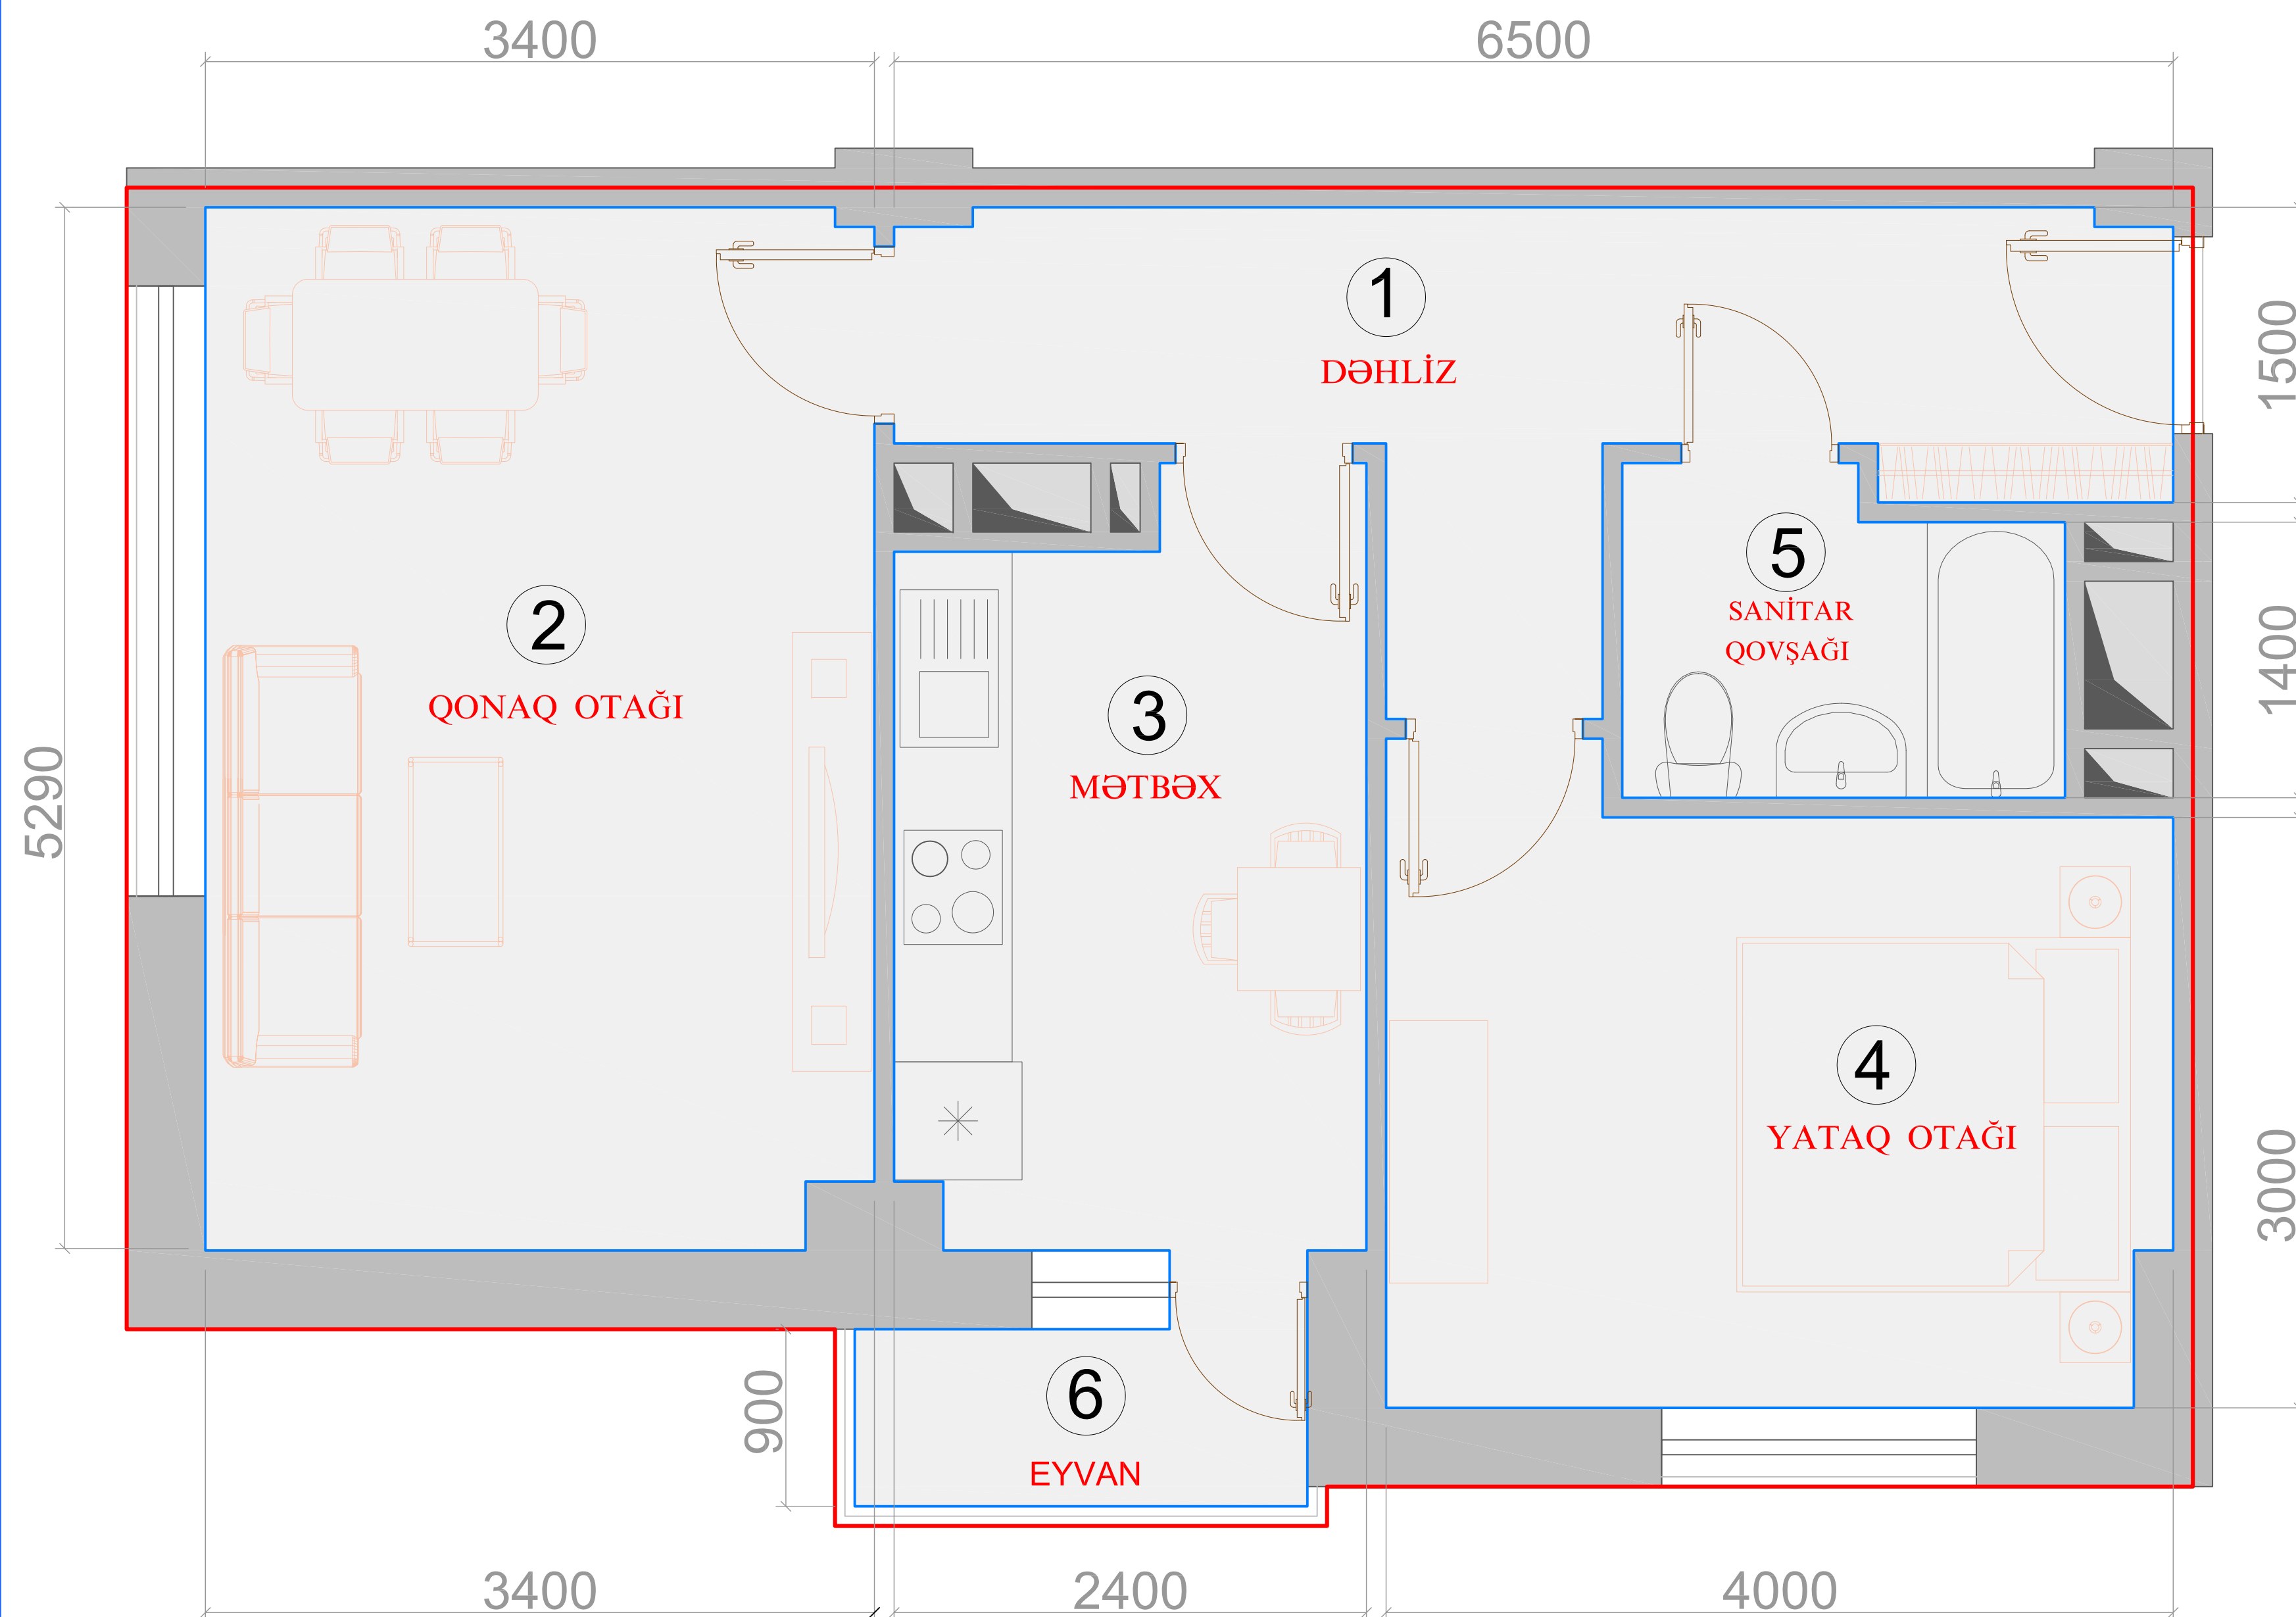 3400
6500
1
DƏHLİZ
1500
5
SANİTAR
QOVŞAĞI
2
QONAQ OTAĞI
1400
3
MƏTBƏX
5290
4
YATAQ OTAĞI
3000
6
EYVAN
900
3400
2400
4000